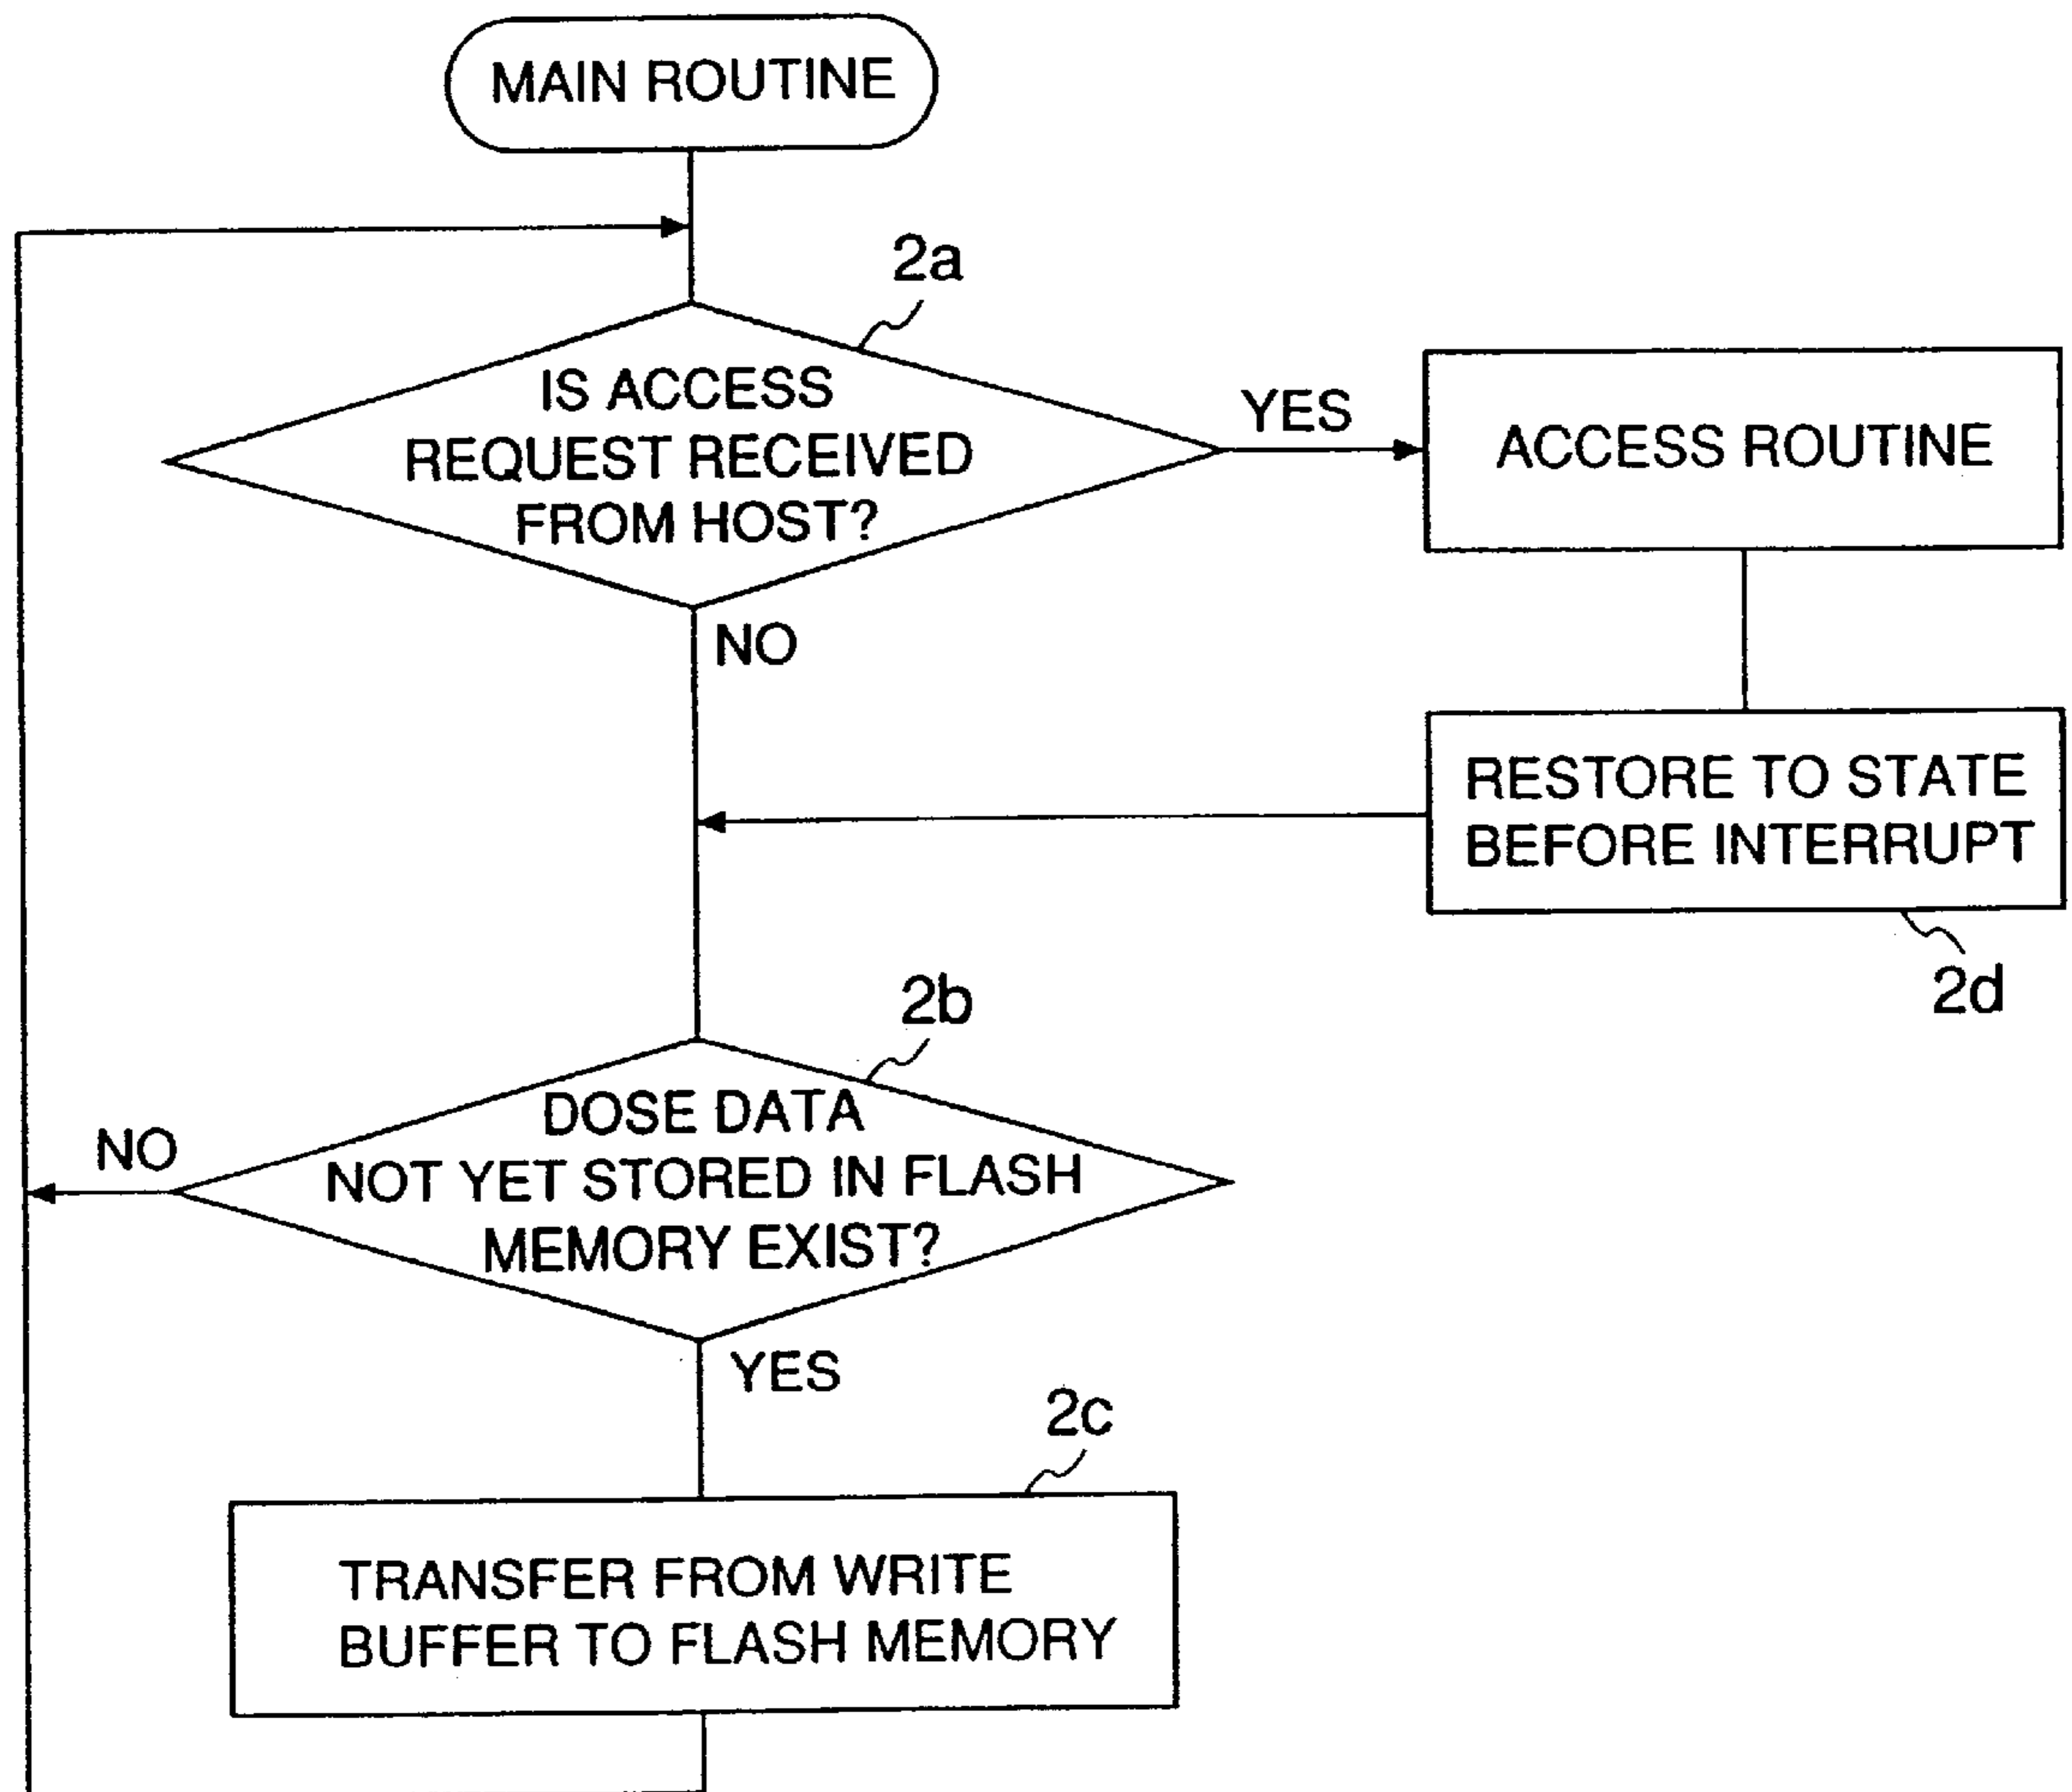 MAIN ROUTINE
2a
IS ACCESS
REQUEST RECEIVED
FROM HOST?
YES
ACCESS ROUTINE
NO
RESTORE TO STATE
BEFORE INTERRUPT
2d
2b
DOSE DATA
NOT YET STORED IN FLASH
MEMORY EXIST?
NO
YES
2c
TRANSFER FROM WRITE
BUFFER TO FLASH MEMORY